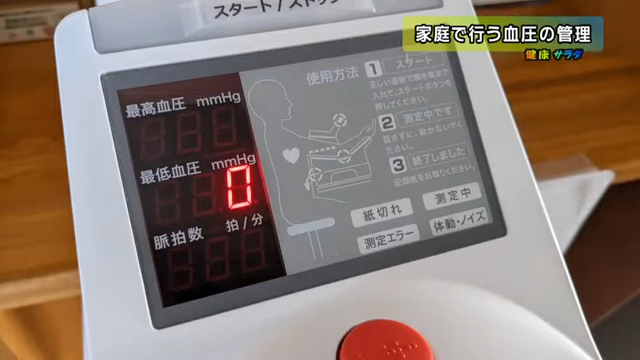 スタート/ストップ
家庭で行う血圧の管理
健康サラダ
最高血圧 mmHg
最低血圧 mmHg
0
脈拍数 拍/分
使用方法
1 スタート
正しい姿勢で腕を奥まで
入れて、スタートボタンを
押してください。
2 測定中です
話さずに、動かないでく
ださい。
3 終了しました
記録紙をお取りください。
紙切れ
測定中
測定エラー
体動・ノイズ